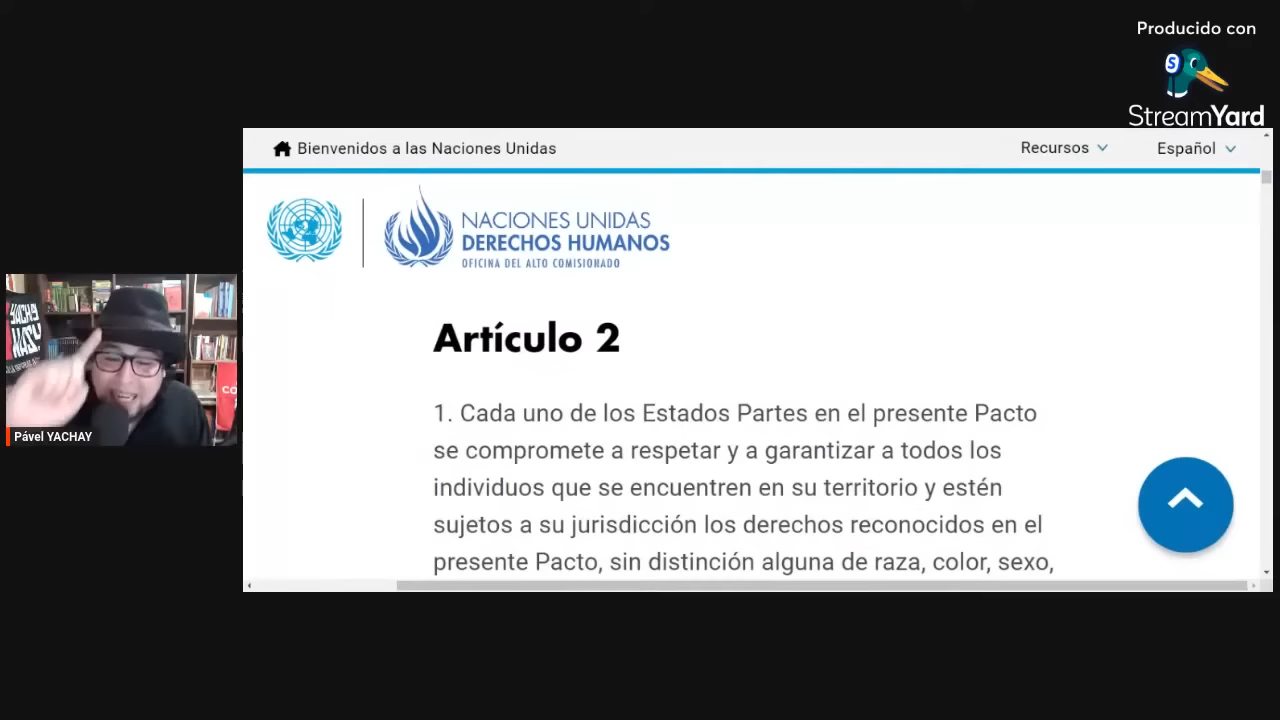 Producido con
StreamYard
Bienvenidos a las Naciones Unidas
Recursos
Español
NACIONES UNIDAS
DERECHOS HUMANOS
OFICINA DEL ALTO COMISIONADO
Artículo 2
1. Cada uno de los Estados Partes en el presente Pacto
se compromete a respetar y a garantizar a todos los
individuos que se encuentren en su territorio y estén
sujetos a su jurisdicción los derechos reconocidos en el
presente Pacto, sin distinción alguna de raza, color, sexo,
Pável YACHAY